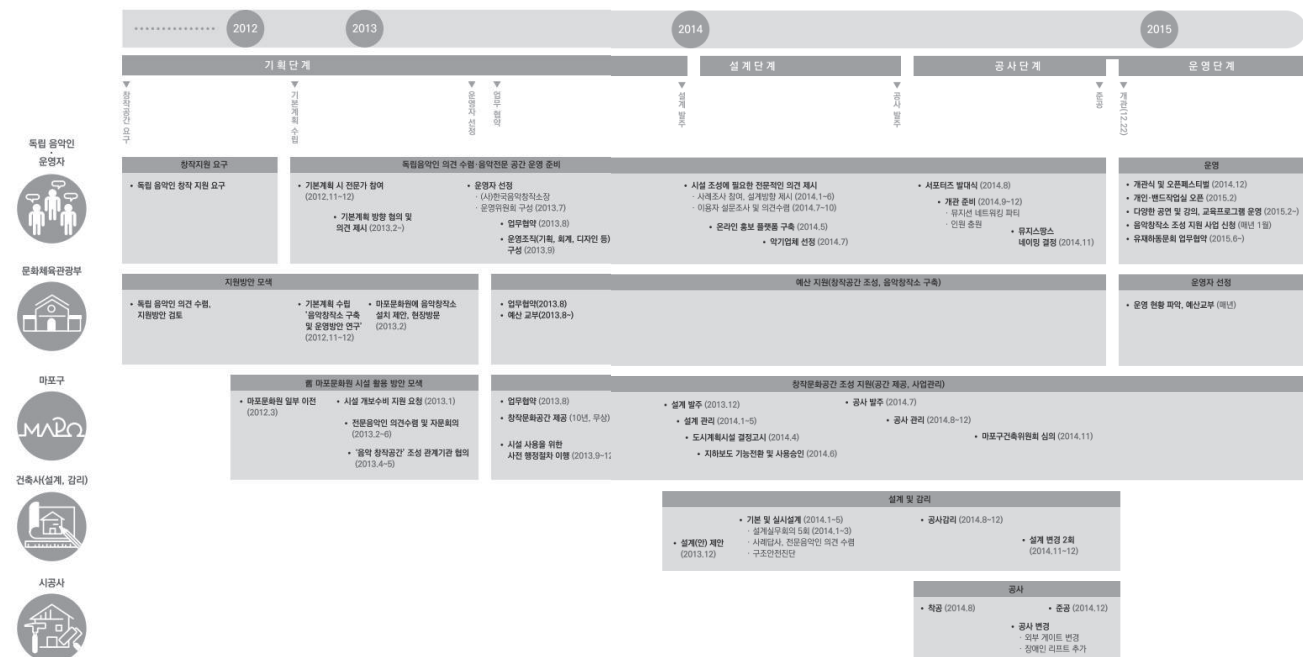 2012
2013
2014
2015
기획단계
설계단계
공사단계
운영단계
창작공간 요구
기본계획 수립
운영자 선정
업무 협약
설계 발주
공사 발주
준공
개관(12.22)
독립 음악인
·
운영자
창작지원 요구
• 독립 음악인 창작 지원 요구
독립음악인 의견 수렴·음악전문 공간 운영 준비
• 기본계획 시 전문가 참여
(2012.11~12)
• 기본계획 방향 협의 및
의견 제시 (2013.2~)
• 운영자 선정
· (사)한국음악창작소장
· 운영위원회 구성 (2013.7)
• 업무협약 (2013.8)
• 운영조직(기획, 회계, 디자인 등)
구성 (2013.9)
• 시설 조성에 필요한 전문적인 의견 제시
· 사례조사 참여, 설계방향 제시 (2014.1~6)
· 이용자 설문조사 및 의견수렴 (2014.7~10)
• 온라인 홍보 플랫폼 구축 (2014.5)
• 악기업체 선정 (2014.7)
• 서포터즈 발대식 (2014.8)
• 개관 준비 (2014.9~12)
· 뮤지션 네트워킹 파티
· 인원 충원
• 뮤지스땅스
네이밍 결정 (2014.11)
운영
• 개관식 및 오픈페스티벌 (2014.12)
• 개인·밴드작업실 오픈 (2015.2)
• 다양한 공연 및 강의, 교육프로그램 운영 (2015.2~)
• 음악창작소 조성 지원 사업 신청 (매년 1월)
• 유재하동문회 업무협약 (2015.6~)
문화체육관광부
지원방안 모색
• 독립 음악인 의견 수렴,
지원방안 검토
• 기본계획 수립
'음악창작소 구축
및 운영방안 연구'
(2012.11~12)
• 마포문화원에 음악창작소
설치 제안, 현장방문
(2013.2)
• 업무협약(2013.8)
• 예산 교부(2013.8~)
예산 지원(창작공간 조성, 음악창작소 구축)
운영자 선정
• 운영 현황 파악, 예산교부 (매년)
마포구
MAPO
舊 마포문화원 시설 활용 방안 모색
• 마포문화원 일부 이전
(2012.3)
• 시설 개보수비 지원 요청 (2013.1)
• 전문음악인 의견수렴 및 자문회의
(2013.2~6)
• '음악 창작공간' 조성 관계기관 협의
(2013.4~5)
• 업무협약 (2013.8)
• 창작문화공간 제공 (10년, 무상)
• 시설 사용을 위한
사전 행정절차 이행 (2013.9~12
창작문화공간 조성 지원(공간 제공, 사업관리)
• 설계 발주 (2013.12)
• 설계 관리 (2014.1~5)
• 도시계획시설 결정고시 (2014.4)
• 지하보도 기능전환 및 사용승인 (2014.6)
• 공사 발주 (2014.7)
• 공사 관리 (2014.8~12)
• 마포구건축위원회 심의 (2014.11)
건축사(설계, 감리)
설계 및 감리
• 설계(안) 제안
(2013.12)
• 기본 및 실시설계 (2014.1~5)
· 설계실무회의 5회 (2014.1~3)
· 사례답사, 전문음악인 의견 수렴
· 구조안전진단
• 공사감리 (2014.8~12)
• 설계 변경 2회
(2014.11~12)
시공사
공사
• 착공 (2014.8)
• 준공 (2014.12)
• 공사 변경
· 외부 게이트 변경
· 장애인 리프트 추가